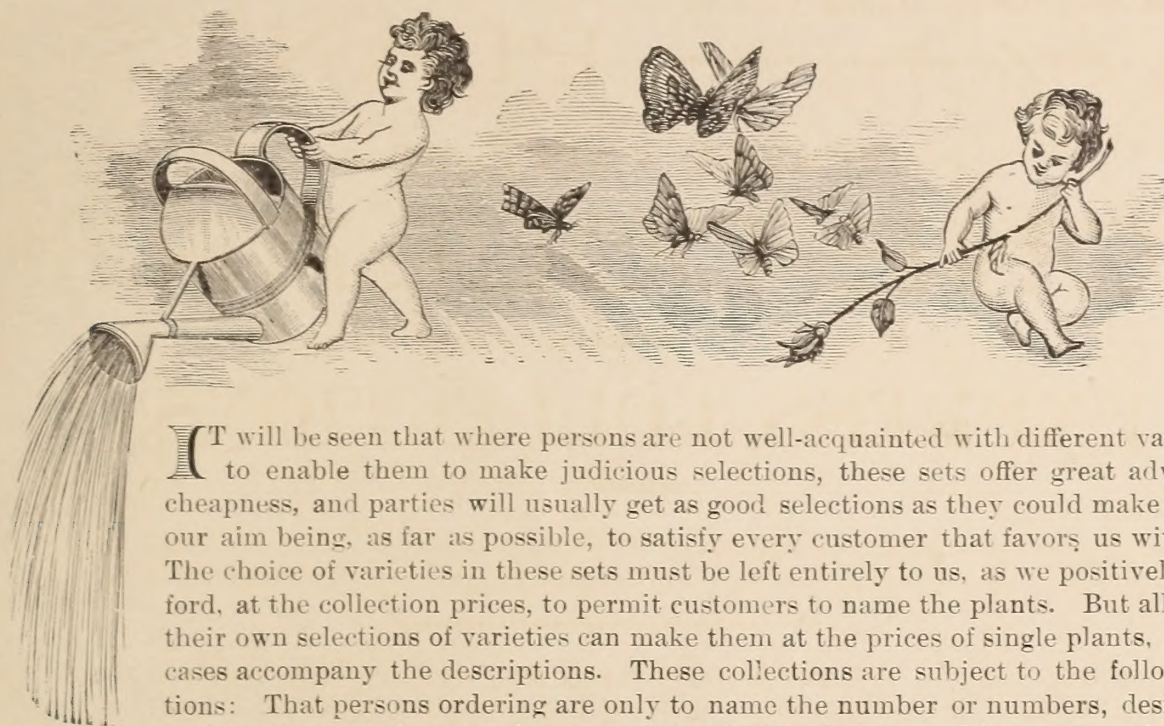 IT will be seen that where persons are not well-acquainted with different va
to enable them to make judicious selections, these sets offer great adv
cheapness, and parties will usually get as good selections as they could make
our aim being, as far as possible, to satisfy every customer that favors us wi
The choice of varieties in these sets must be left entirely to us, as we positivel
ford, at the collection prices, to permit customers to name the plants. But al
their own selections of varieties can make them at the prices of single plants,
cases accompany the descriptions. These collections are subject to the follo
tions: That persons ordering are only to name the number or numbers, des